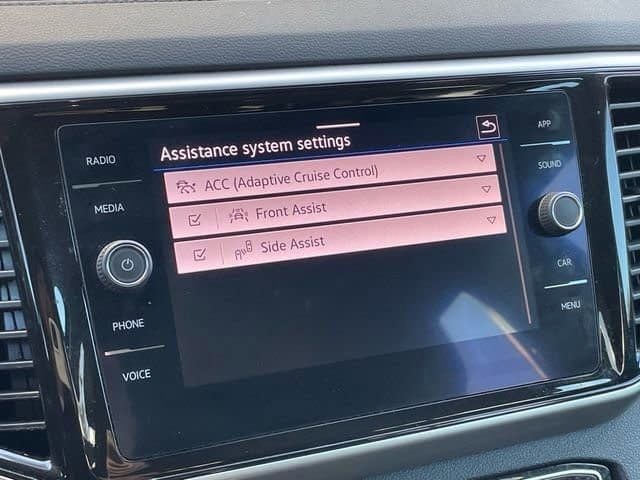 Assistance system settings
ACC (Adaptive Cruise Control)
Front Assist
Side Assist
RADIO
MEDIA
PHONE
VOICE
APP
SOUND
CAR
MENU